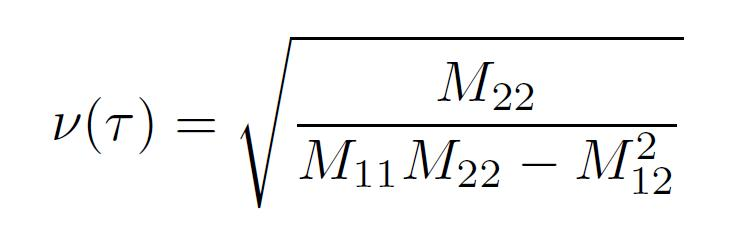 ν(τ) = √(M₂₂ / (M₁₁M₂₂ − M₁₂²))